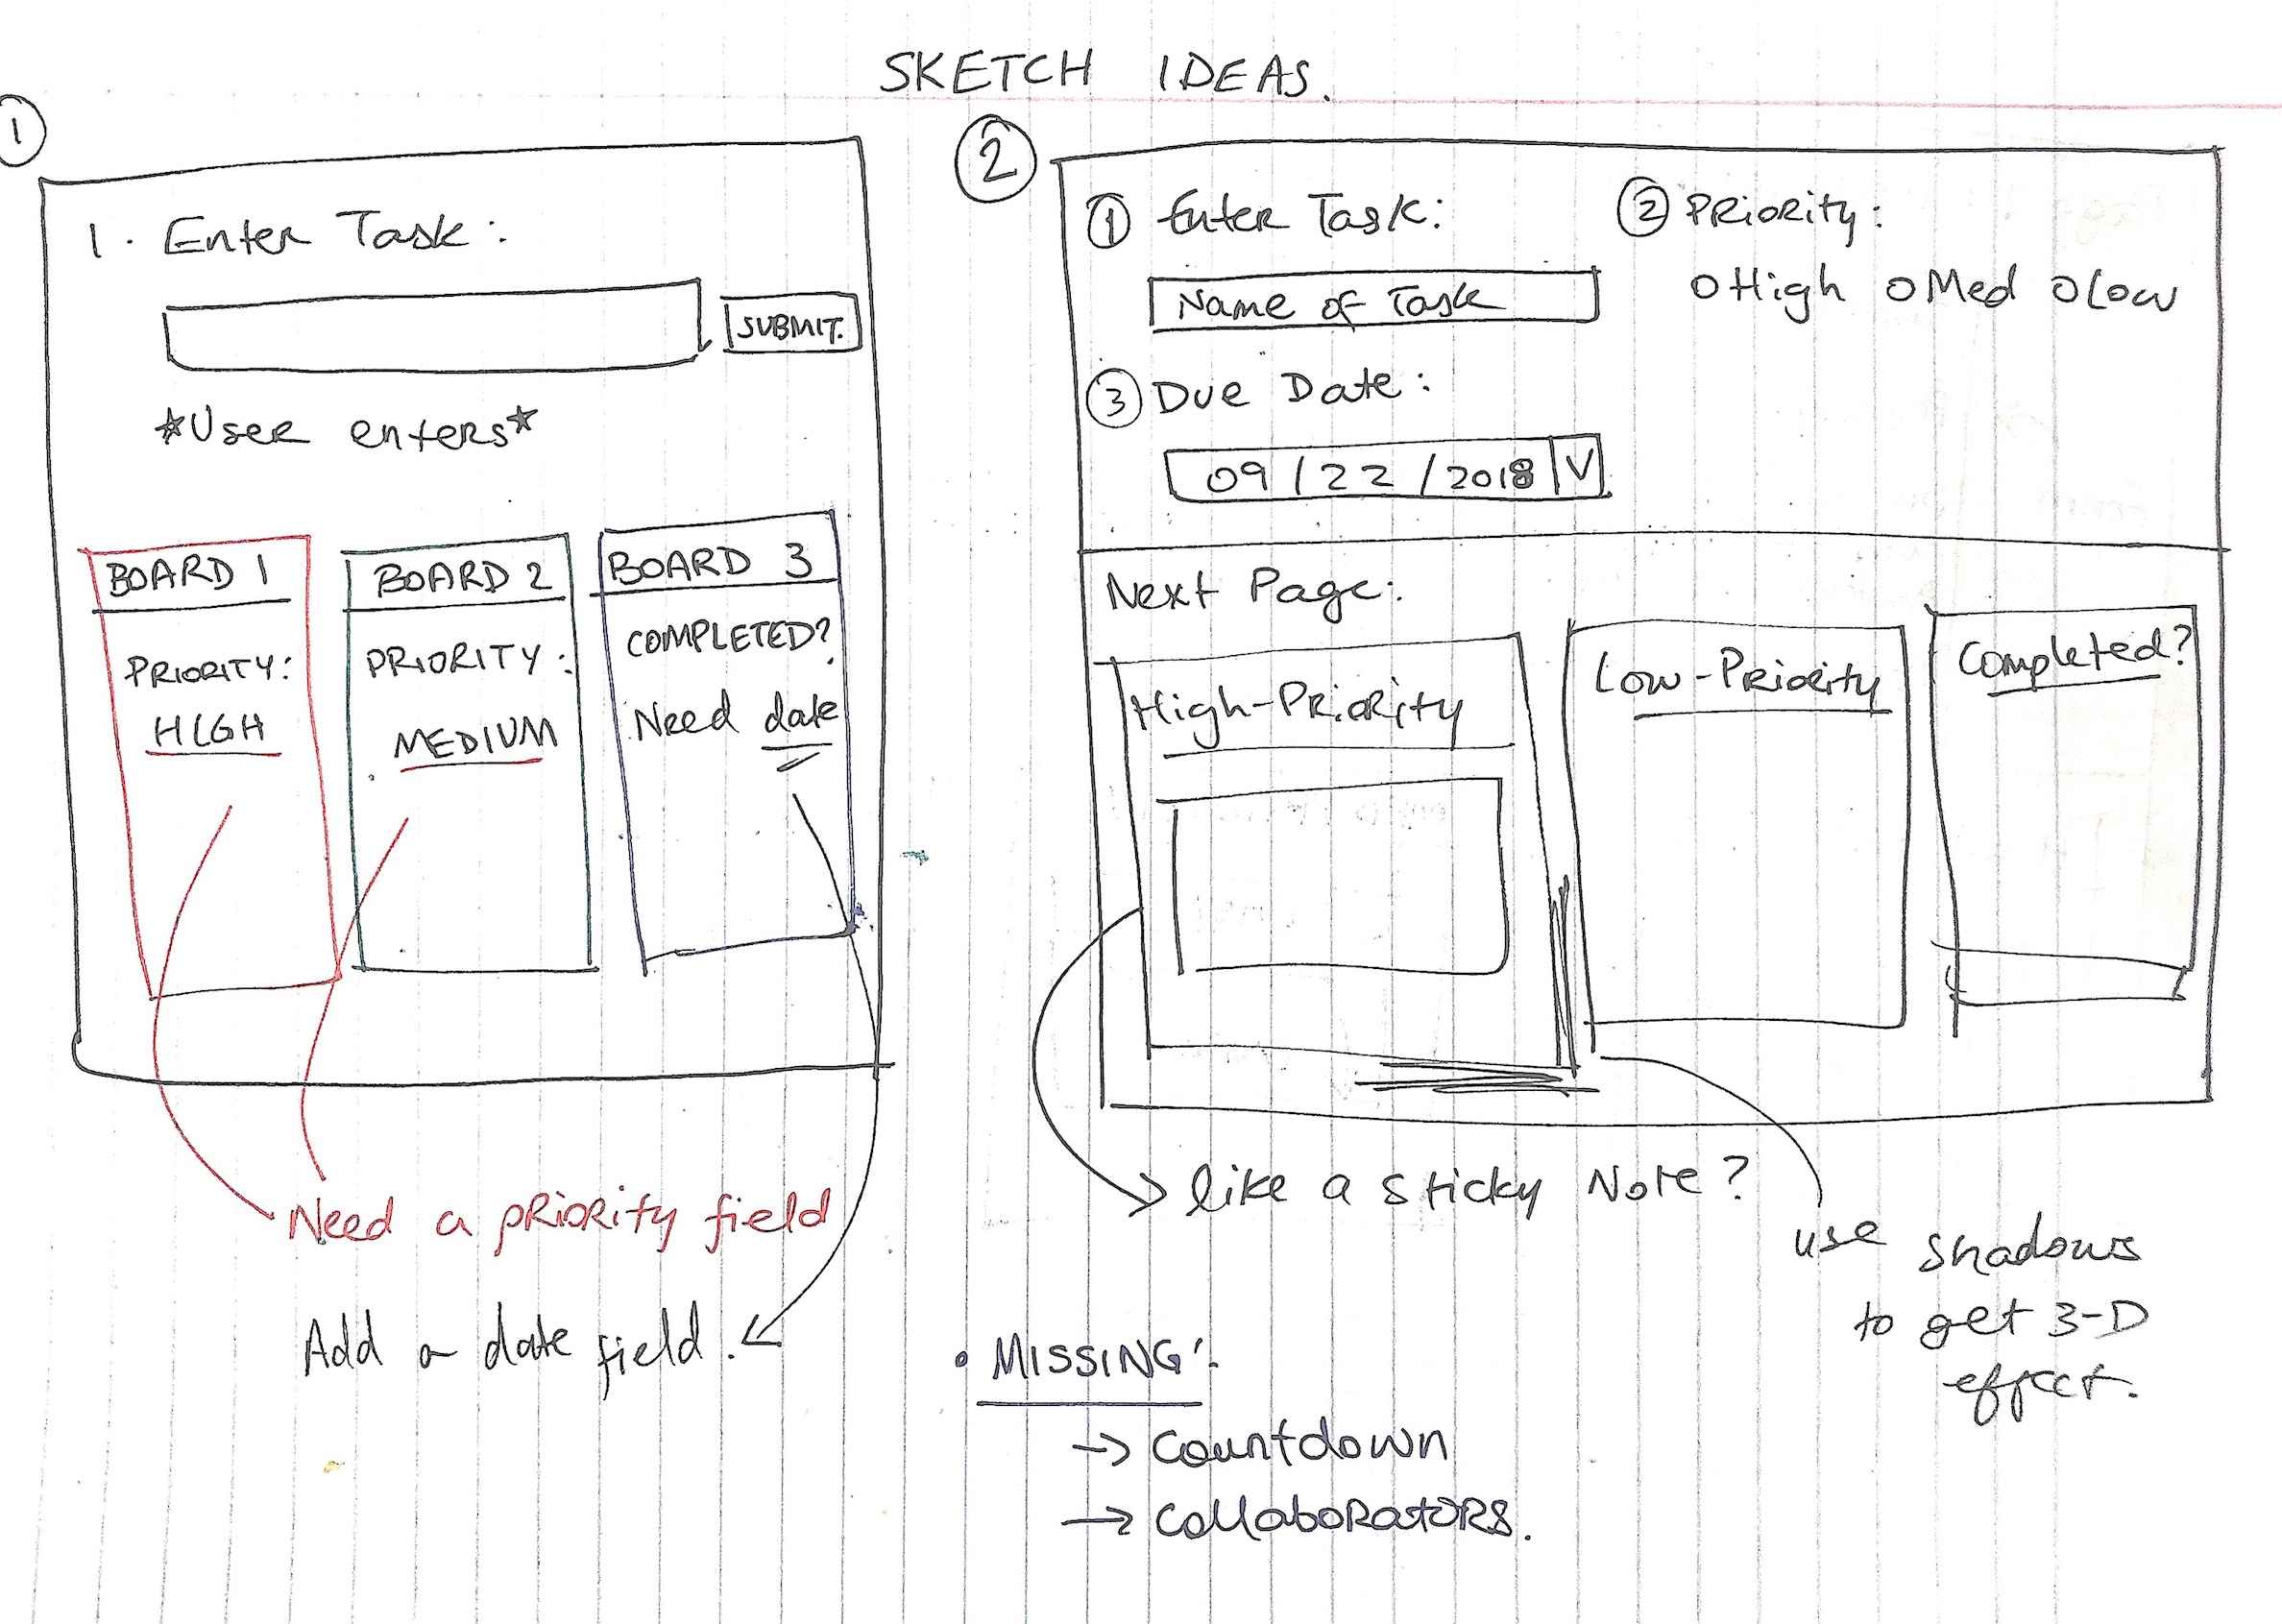 SKETCH IDEAS.
1
1. Enter Task:
SUBMIT.
*User enters*
BOARD 1
PRIORITY:
HIGH
BOARD 2
PRIORITY:
MEDIUM
BOARD 3
COMPLETED?
Need date
Need a priority field
Add a date field.
2
1 Enter Task:
Name of Task
2 Priority:
O High O Med O Low
3 Due Date:
09/22/2018 V
Next Page:
High-Priority
Low-Priority
Completed?
→ like a sticky Note?
use shadows
to get 3-D
effect.
• MISSING:-
→ Countdown
→ Collaborators.